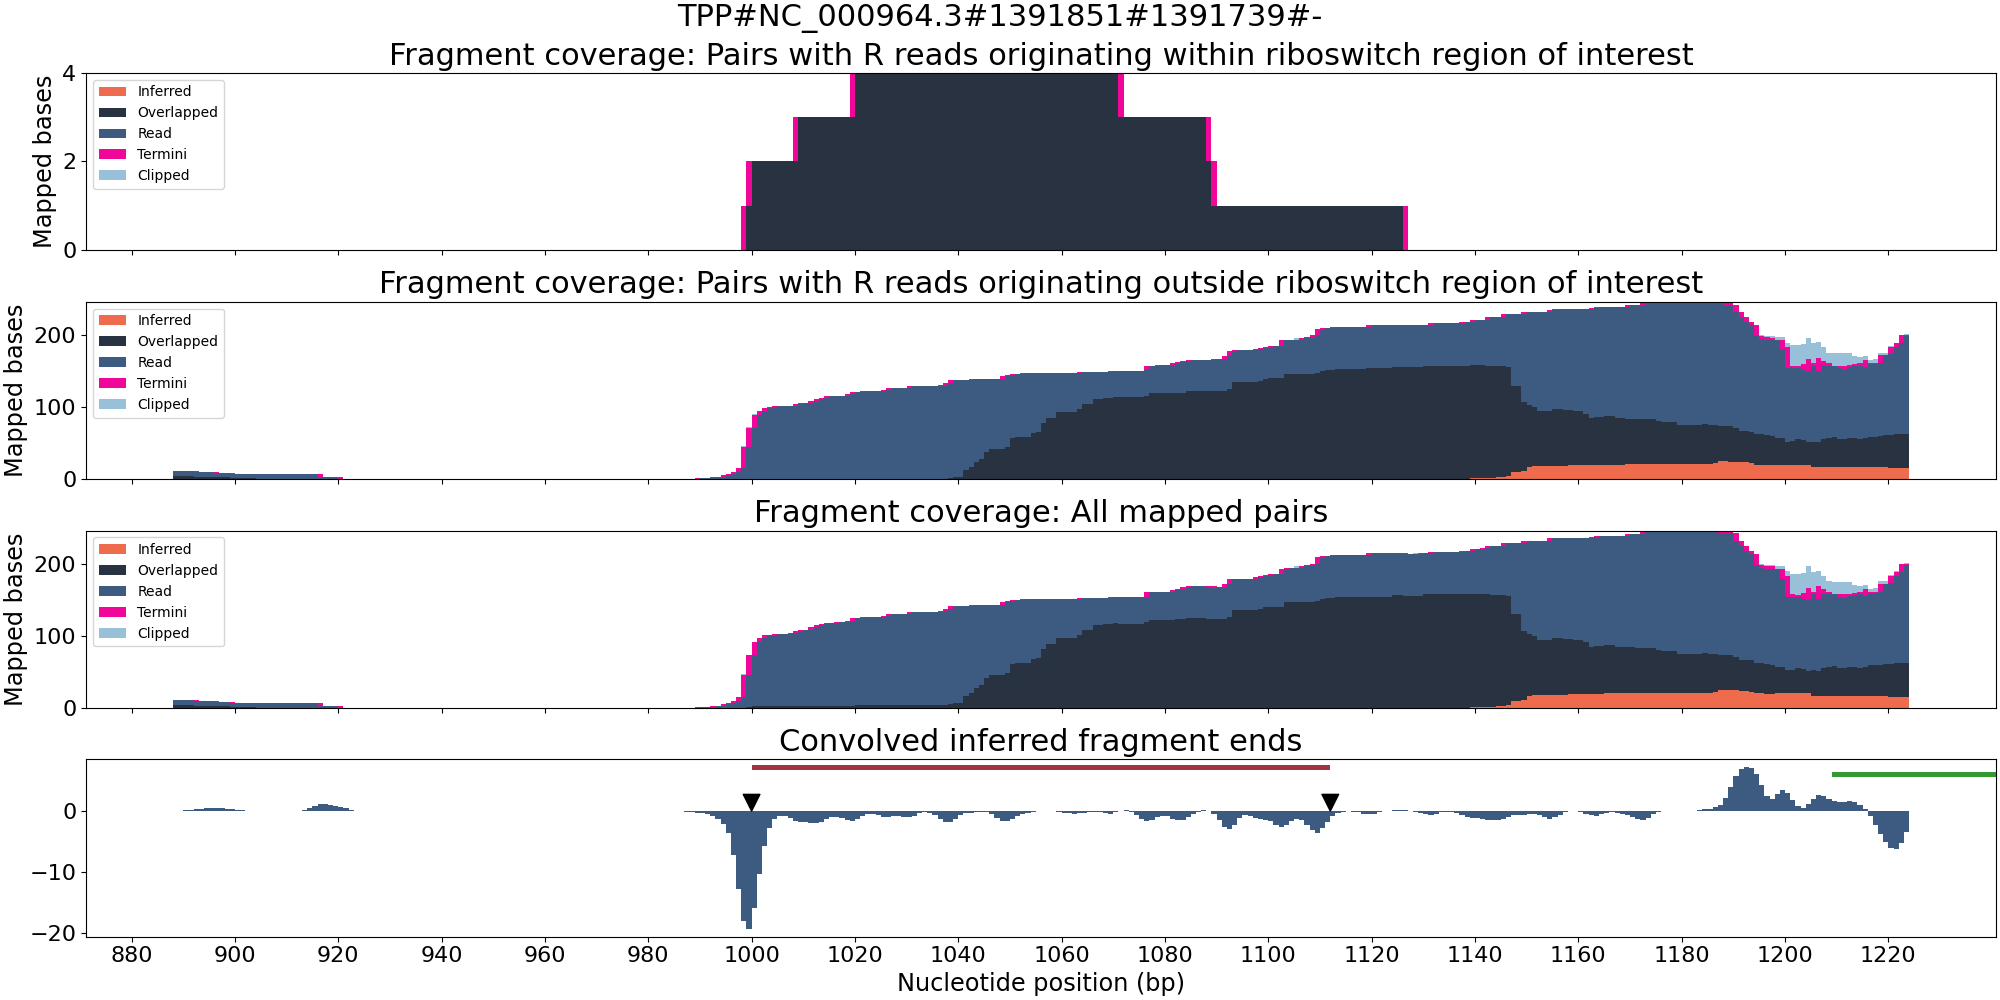 TPP#NC_000964.3#1391851#1391739#-
Fragment coverage: Pairs with R reads originating within riboswitch region of interest
Mapped bases
4
2
0
Inferred
Overlapped
Read
Termini
Clipped
Fragment coverage: Pairs with R reads originating outside riboswitch region of interest
Mapped bases
200
100
0
Inferred
Overlapped
Read
Termini
Clipped
Fragment coverage: All mapped pairs
Mapped bases
200
100
0
Inferred
Overlapped
Read
Termini
Clipped
Convolved inferred fragment ends
0
−10
−20
880 900 920 940 960 980 1000 1020 1040 1060 1080 1100 1120 1140 1160 1180 1200 1220
Nucleotide position (bp)